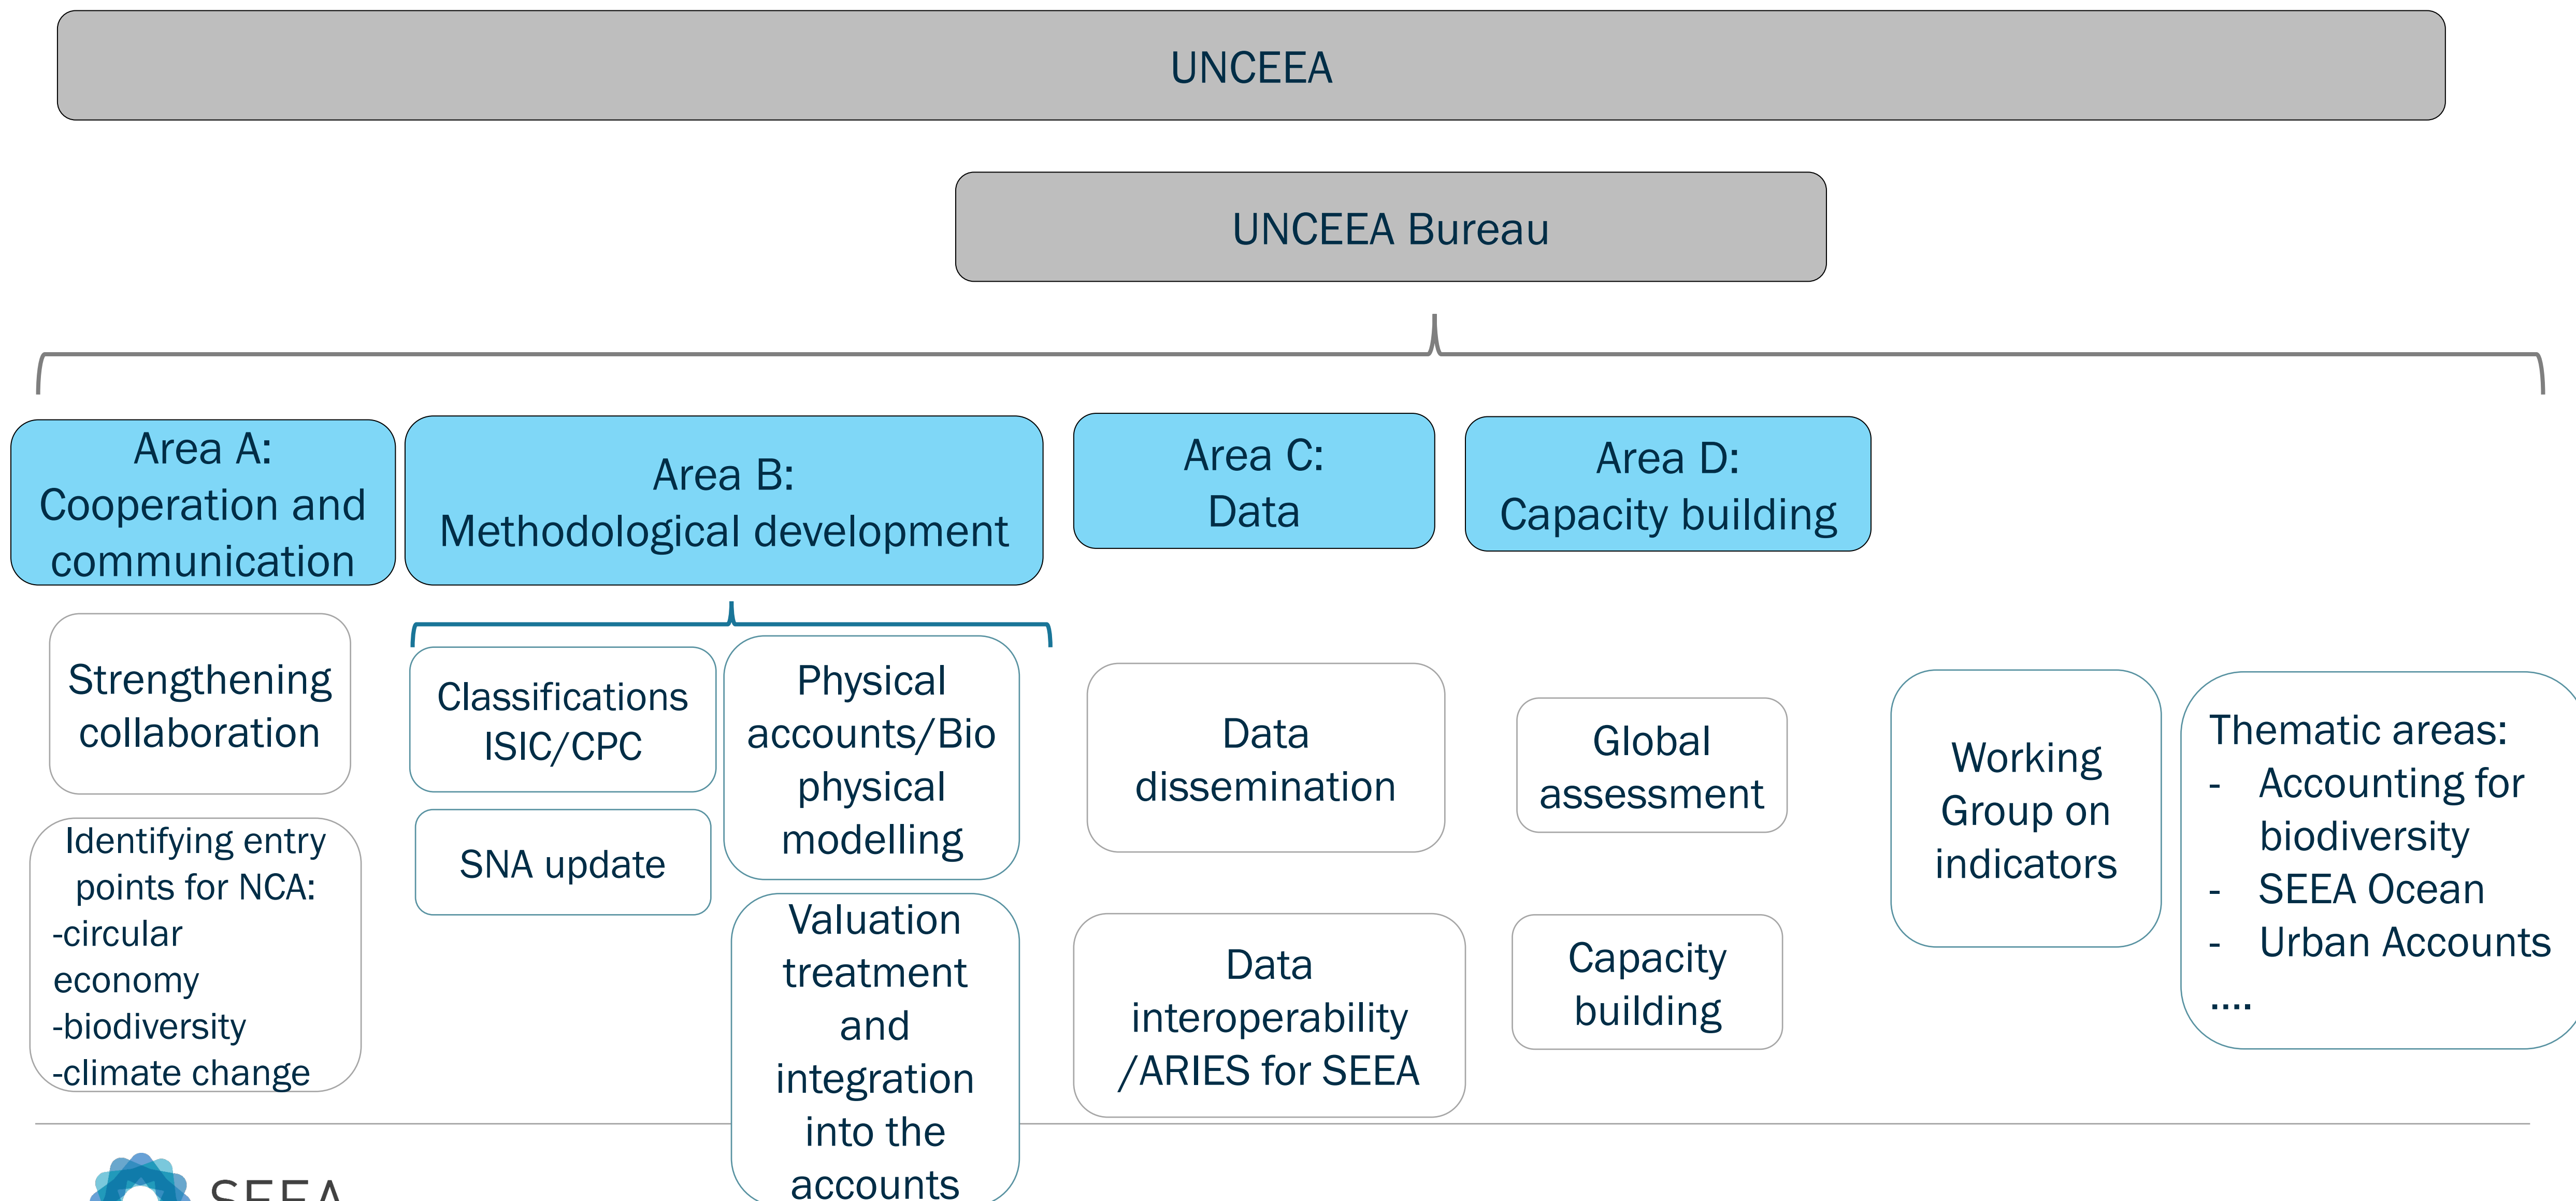 UNCEEA
UNCEEA Bureau
Area A:
Cooperation and
communication
Area B:
Methodological development
Area C:
Data
Area D:
Capacity building
Strengthening
collaboration
Identifying entry
points for NCA:
-circular
economy
-biodiversity
-climate change
Classifications
ISIC/CPC
SNA update
Physical
accounts/Bio
physical
modelling
Valuation
treatment
and
integration
into the
accounts
Data
dissemination
Data
interoperability
/ARIES for SEEA
Global
assessment
Capacity
building
Working
Group on
indicators
Thematic areas:
- Accounting for
biodiversity
- SEEA Ocean
- Urban Accounts
....
SEEA